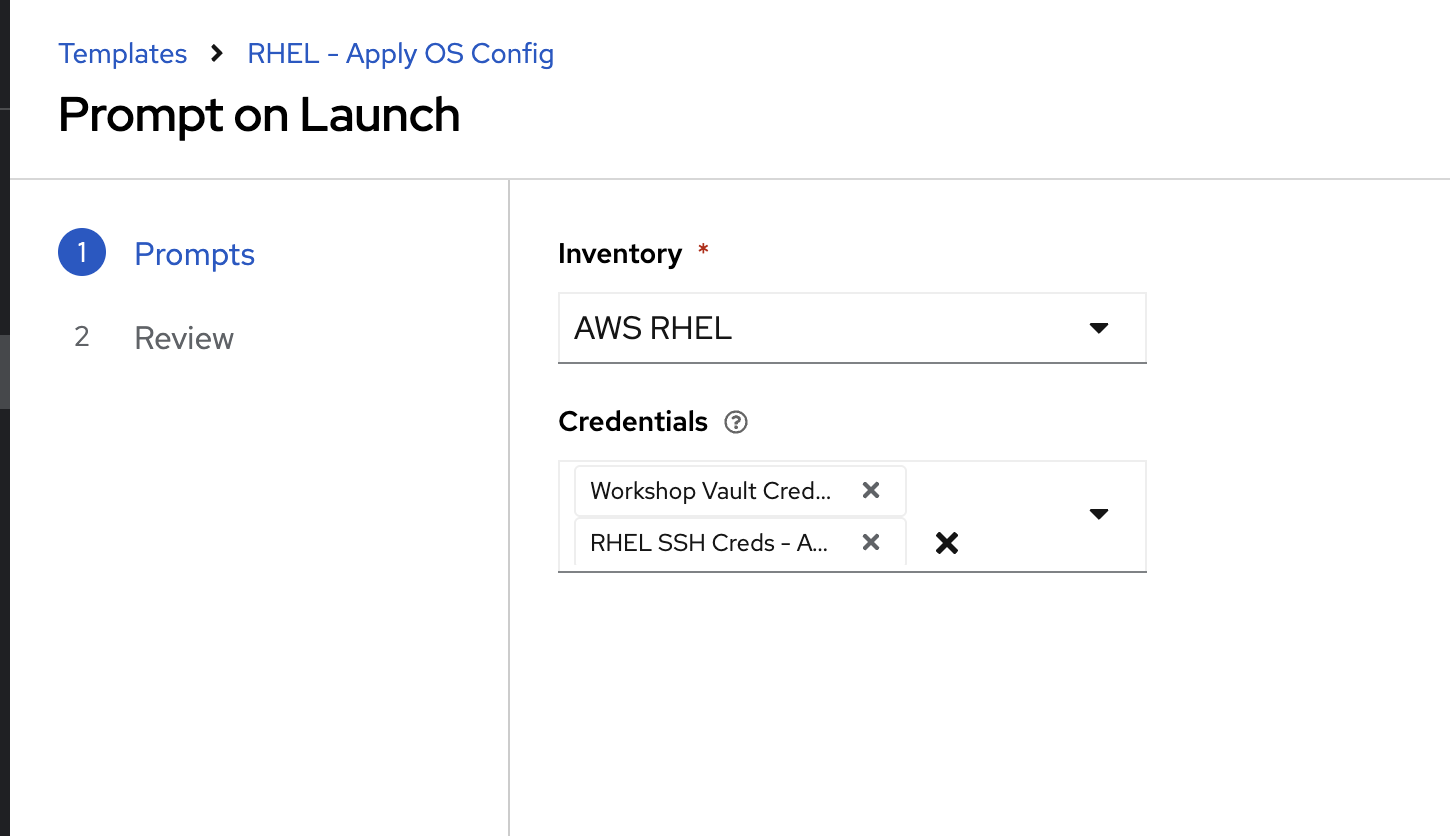 Templates > RHEL - Apply OS Config
Prompt on Launch
1 Prompts
2 Review
Inventory *
AWS RHEL
Credentials ?
Workshop Vault Cred...
RHEL SSH Creds - A...